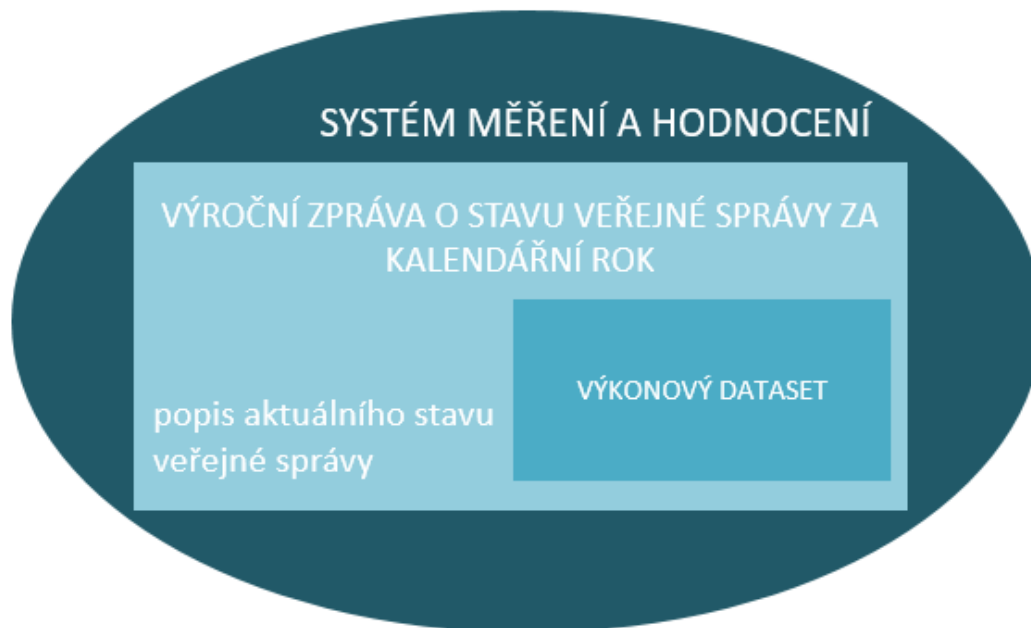 SYSTÉM MĚŘENÍ A HODNOCENÍ
VÝROČNÍ ZPRÁVA O STAVU VEŘEJNÉ SPRÁVY ZA
KALENDÁŘNÍ ROK
VÝKONOVÝ DATASET
popis aktuálního stavu
veřejné správy